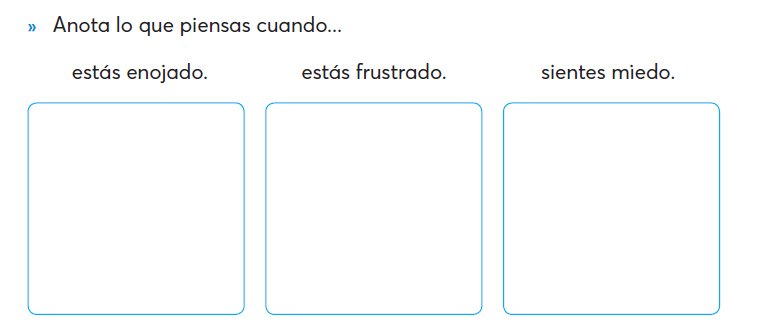 » Anota lo que piensas cuando...
estás enojado. estás frustrado. sientes miedo.